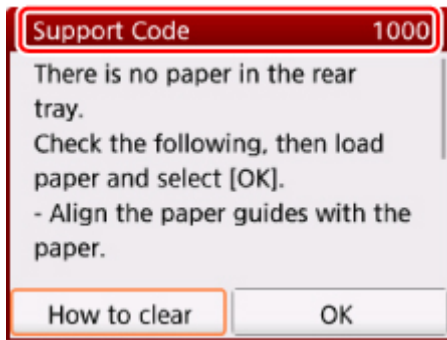 Support Code 1000
There is no paper in the rear
tray.
Check the following, then load
paper and select [OK].
- Align the paper guides with the
paper.
How to clear OK